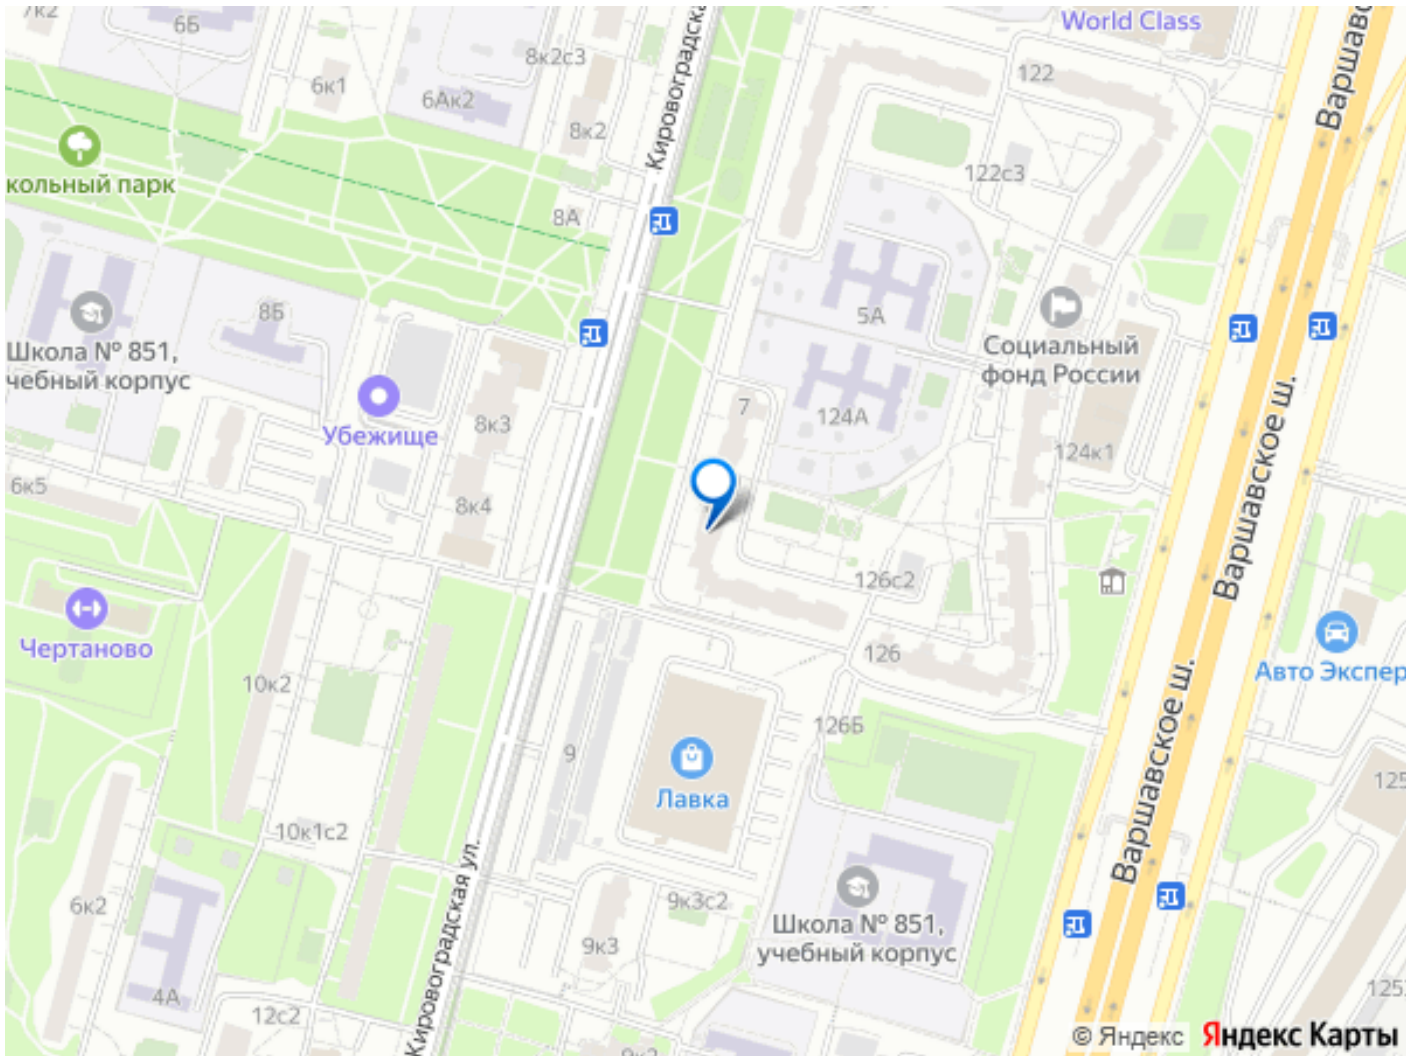 7к2
6Б
8к2с3
World Class
122
6к1
6Ак2
8к2
Кировоградска
Варшавс
кольный парк
122с3
8А
8Б
5А
Школа № 851,
чебный корпус
Социальный
фонд России
Убежище
8к3
7
124А
124к1
6к5
8к4
Варшавское ш.
126с2
Чертаново
126
Авто Экспер
10к2
126Б
9
Варшавское ш.
Лавка
125
10к1с2
6к2
Кировоградская ул.
9к3с2
9к3
Школа № 851,
учебный корпус
4А
12с2
125
9к2
© Яндекс Яндекс Карты